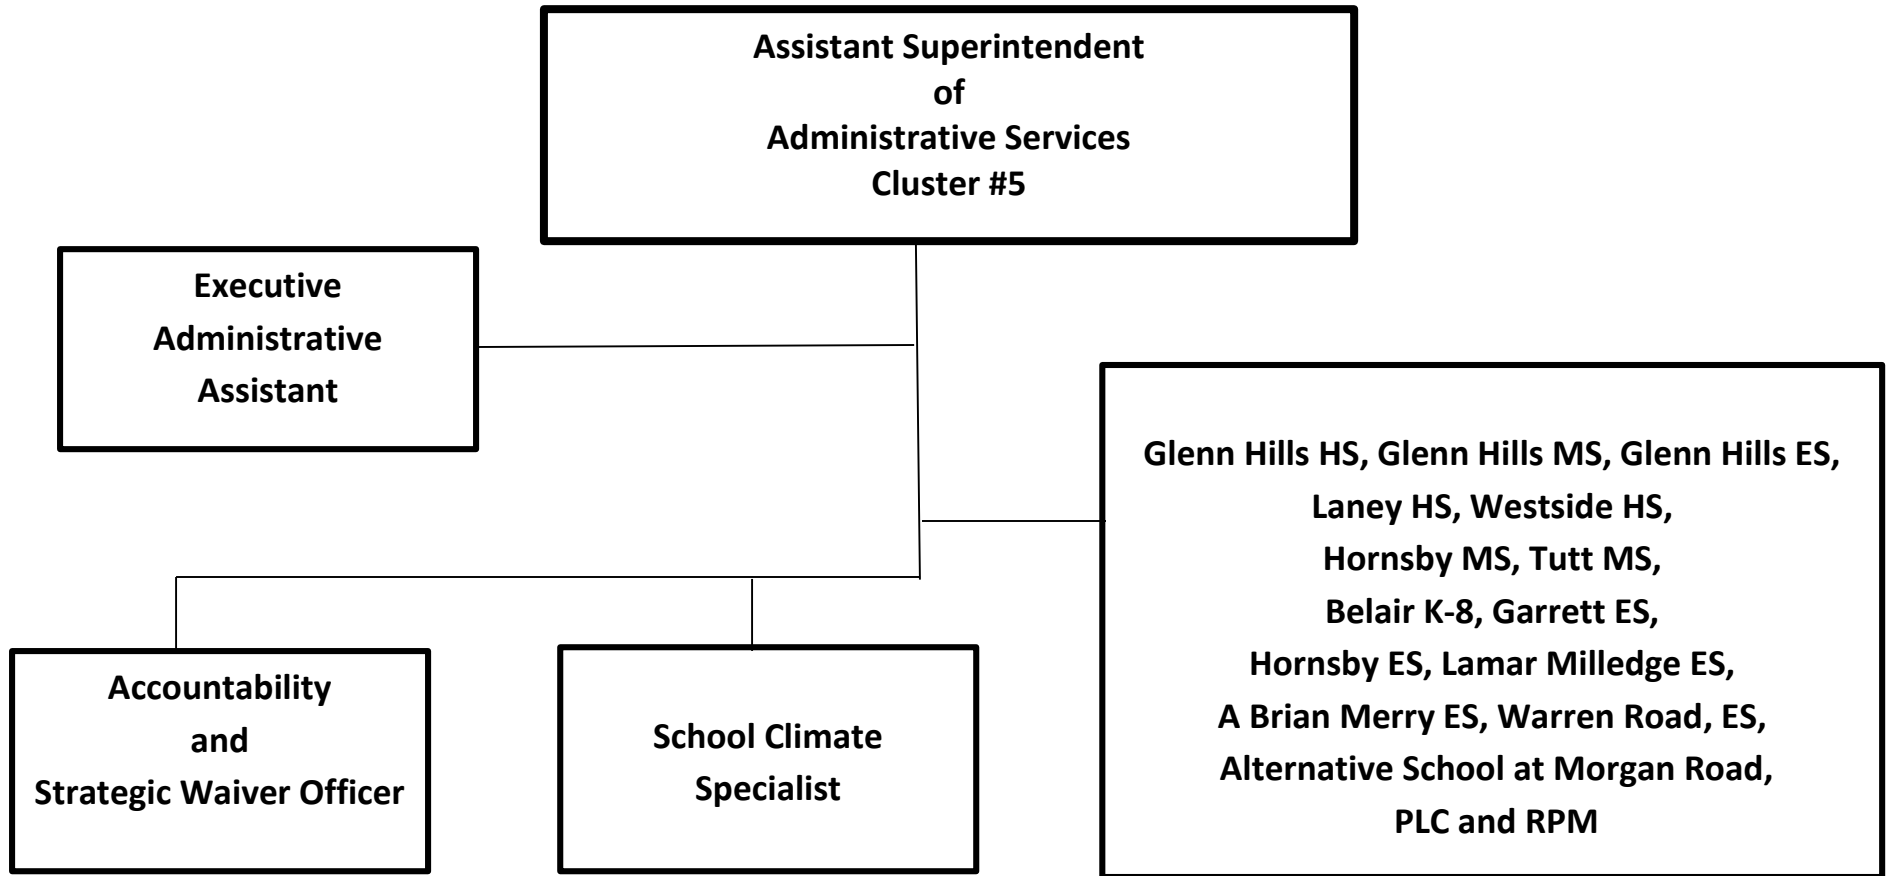 Assistant Superintendent
of
Administrative Services
Cluster #5
Executive
Administrative
Assistant
Glenn Hills HS, Glenn Hills MS, Glenn Hills ES,
Laney HS, Westside HS,
Hornsby MS, Tutt MS,
Belair K-8, Garrett ES,
Hornsby ES, Lamar Milledge ES,
A Brian Merry ES, Warren Road, ES,
Alternative School at Morgan Road,
PLC and RPM
Accountability
and
Strategic Waiver Officer
School Climate
Specialist